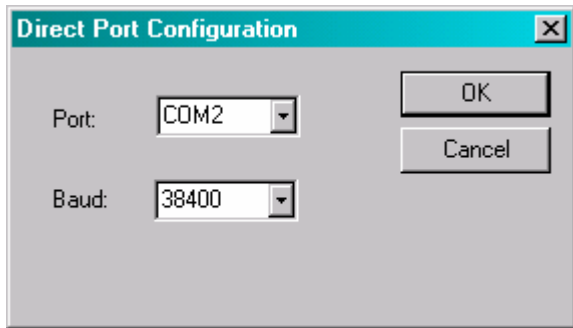 Direct Port Configuration
Port: COM2
OK
Cancel
Baud: 38400